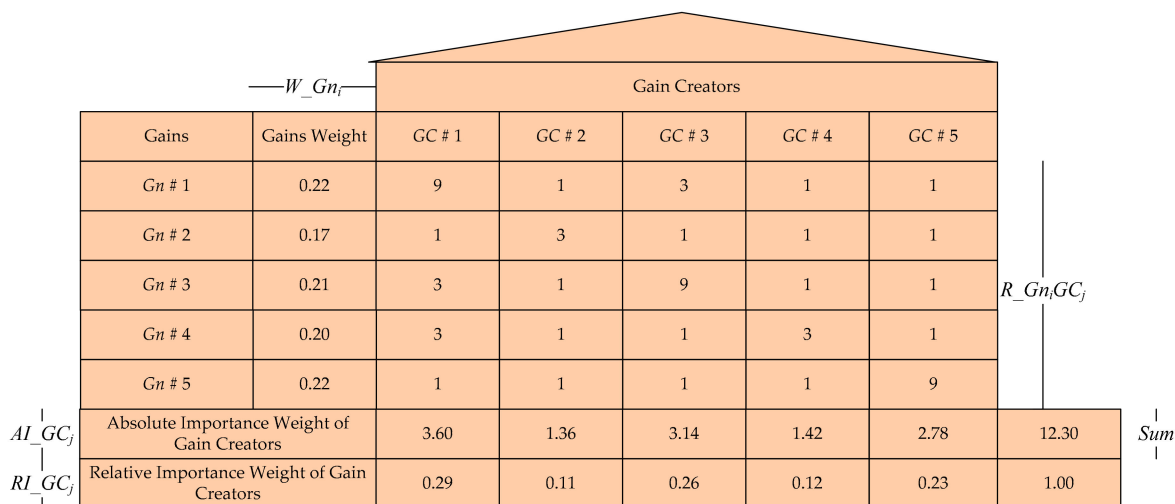 W_Gni
Gain Creators
Gains Gains Weight GC # 1 GC # 2 GC # 3 GC # 4 GC # 5
Gn # 1 0.22 9 1 3 1 1
Gn # 2 0.17 1 3 1 1 1
Gn # 3 0.21 3 1 9 1 1
R_GniGCj
Gn # 4 0.20 3 1 1 3 1
Gn # 5 0.22 1 1 1 1 9
AI_GCj Absolute Importance Weight of
Gain Creators 3.60 1.36 3.14 1.42 2.78 12.30 Sum
RI_GCj Relative Importance Weight of Gain
Creators 0.29 0.11 0.26 0.12 0.23 1.00